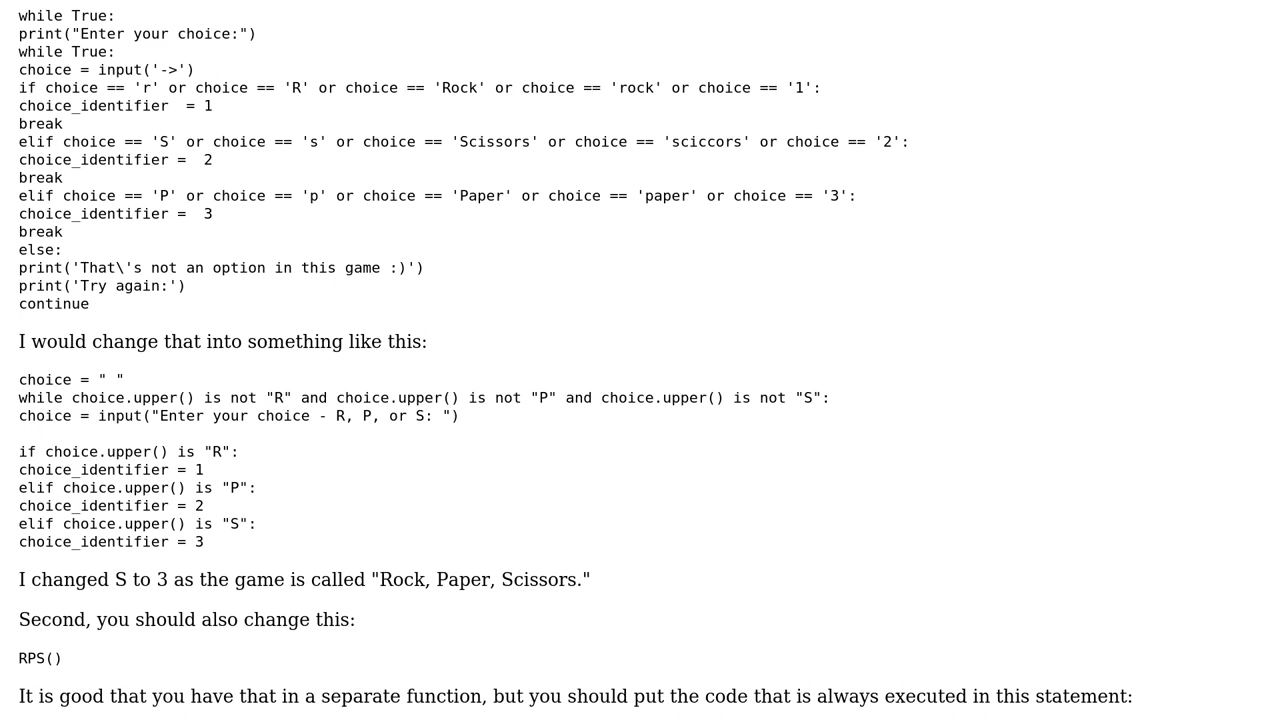 while True:
print("Enter your choice:")
while True:
choice = input('->')
if choice == 'r' or choice == 'R' or choice == 'Rock' or choice == 'rock' or choice == '1':
choice_identifier  = 1
break
elif choice == 'S' or choice == 's' or choice == 'Scissors' or choice == 'sciccors' or choice == '2':
choice_identifier =  2
break
elif choice == 'P' or choice == 'p' or choice == 'Paper' or choice == 'paper' or choice == '3':
choice_identifier =  3
break
else:
print('That\'s not an option in this game :)')
print('Try again:')
continue
I would change that into something like this:
choice = " "
while choice.upper() is not "R" and choice.upper() is not "P" and choice.upper() is not "S":
choice = input("Enter your choice - R, P, or S: ")
if choice.upper() is "R":
choice_identifier = 1
elif choice.upper() is "P":
choice_identifier = 2
elif choice.upper() is "S":
choice_identifier = 3
I changed S to 3 as the game is called "Rock, Paper, Scissors."
Second, you should also change this:
RPS()
It is good that you have that in a separate function, but you should put the code that is always executed in this statement: